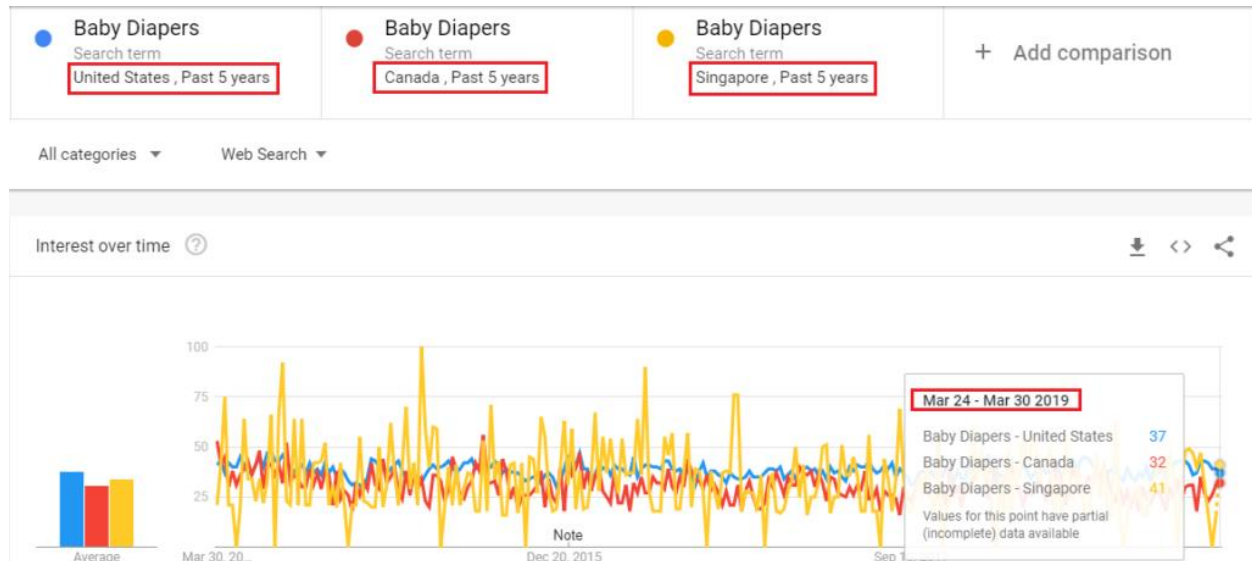 Baby Diapers
Search term
United States , Past 5 years
Baby Diapers
Search term
Canada , Past 5 years
Baby Diapers
Search term
Singapore , Past 5 years
+ Add comparison
All categories
Web Search
Interest over time
100
75
50
25
Average
Mar 30, 20...
Note
Dec 20, 2015
Mar 24 - Mar 30 2019
Baby Diapers - United States 37
Baby Diapers - Canada 32
Baby Diapers - Singapore 41
Values for this point have partial
(incomplete) data available